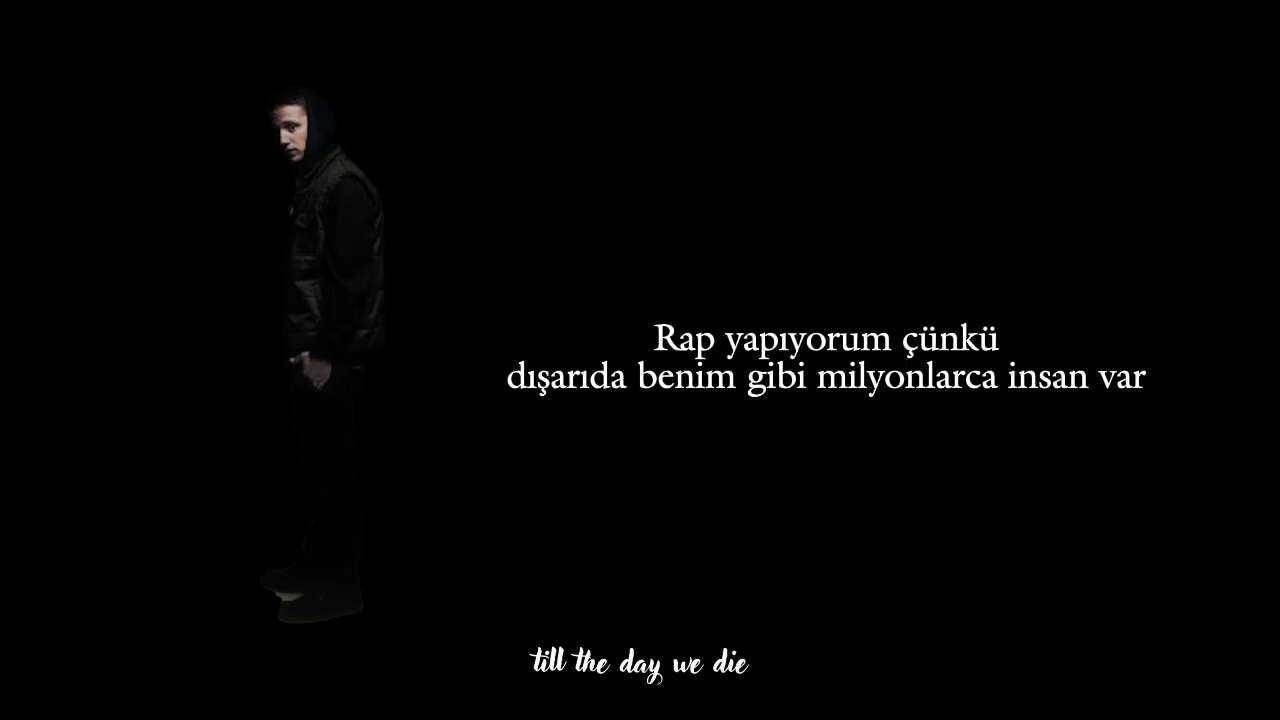 Rap yapıyorum çünkü
dışarıda benim gibi milyonlarca insan var
till the day we die